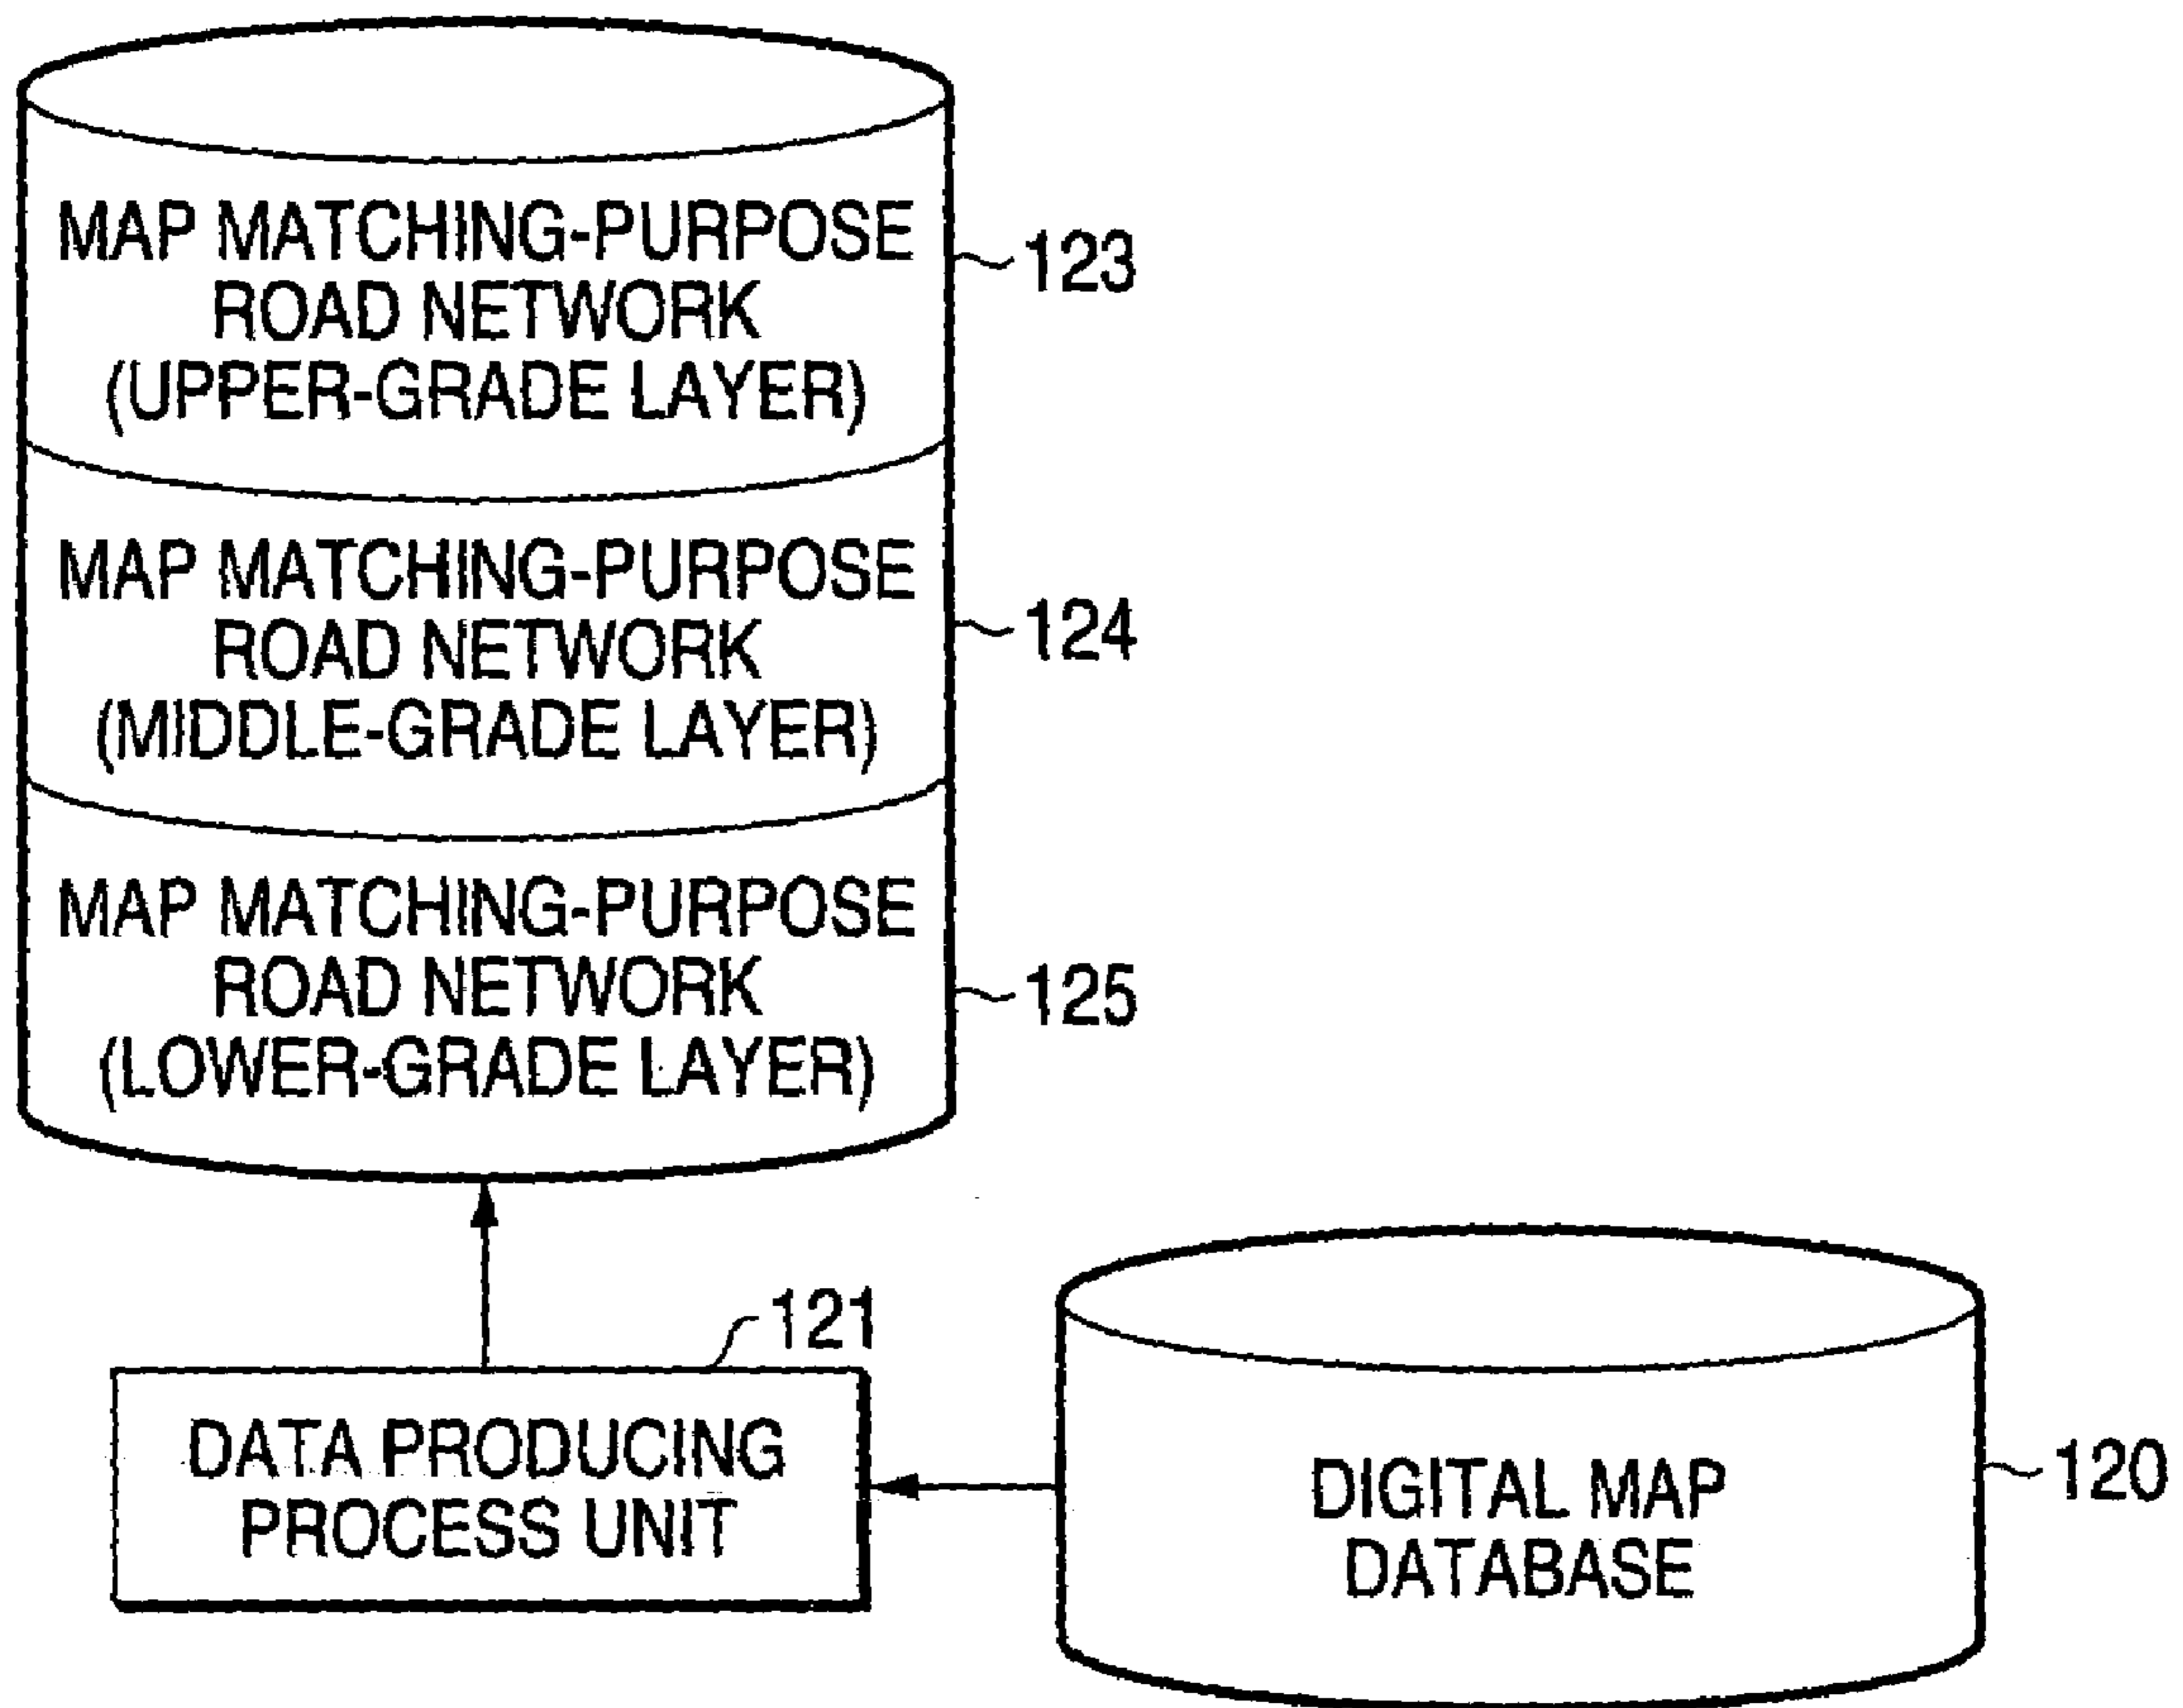 MAP MATCHING-PURPOSE
ROAD NETWORK
(UPPER-GRADE LAYER)
123
MAP MATCHING-PURPOSE
ROAD NETWORK
(MIDDLE-GRADE LAYER)
124
MAP MATCHING-PURPOSE
ROAD NETWORK
(LOWER-GRADE LAYER)
125
121
DATA PRODUCING
PROCESS UNIT
DIGITAL MAP
DATABASE
120